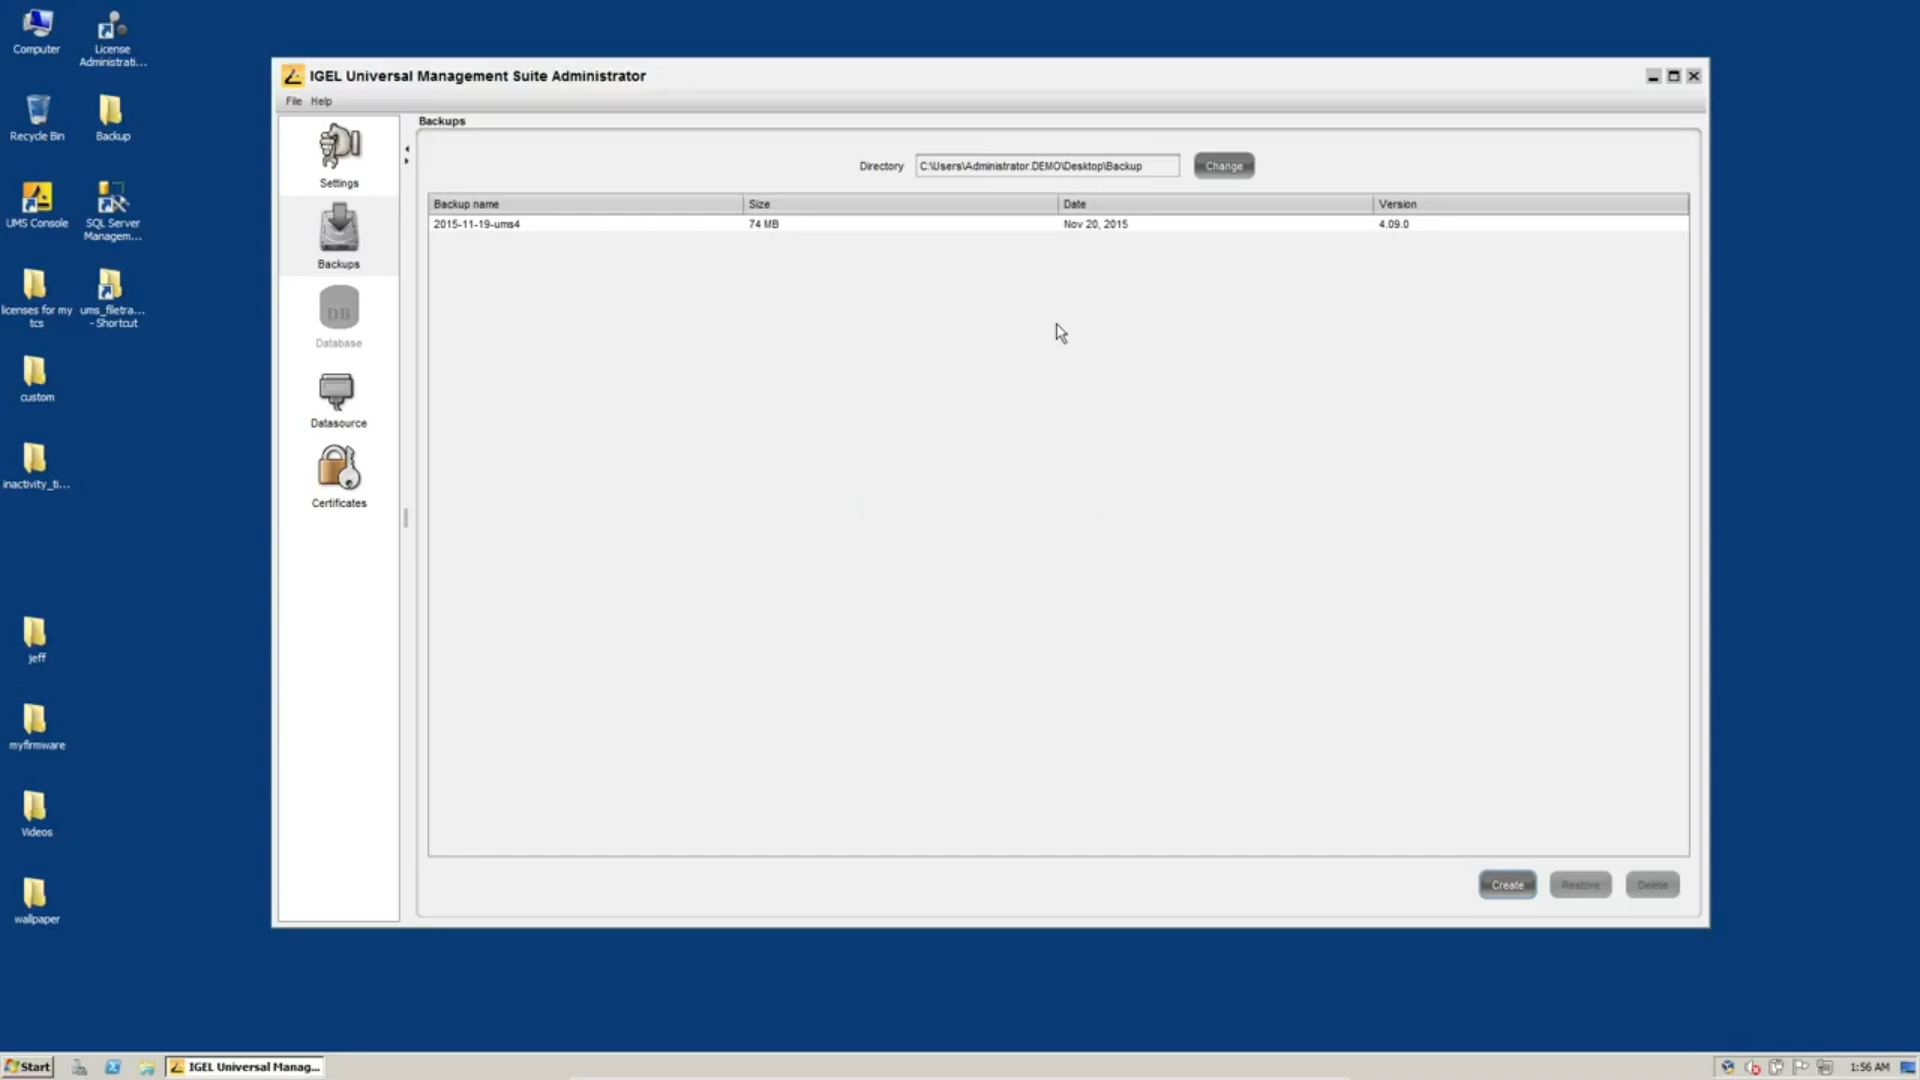 Computer
License
Administrati...
Recycle Bin
Backup
UMS Console
SQL Server
Managem...
licenses for my
tcs
ums_filetra...
- Shortcut
custom
inactivity_ti...
jeff
myfirmware
Videos
wallpaper
IGEL Universal Management Suite Administrator
File Help
Settings
Backups
DB
Database
Datasource
Certificates
Backups
Directory C:\Users\Administrator.DEMO\Desktop\Backup Change
Backup name Size Date Version
2015-11-19-ums4 74 MB Nov 20, 2015 4.09.0
Create Restore Delete
Start IGEL Universal Manag... 1:56 AM